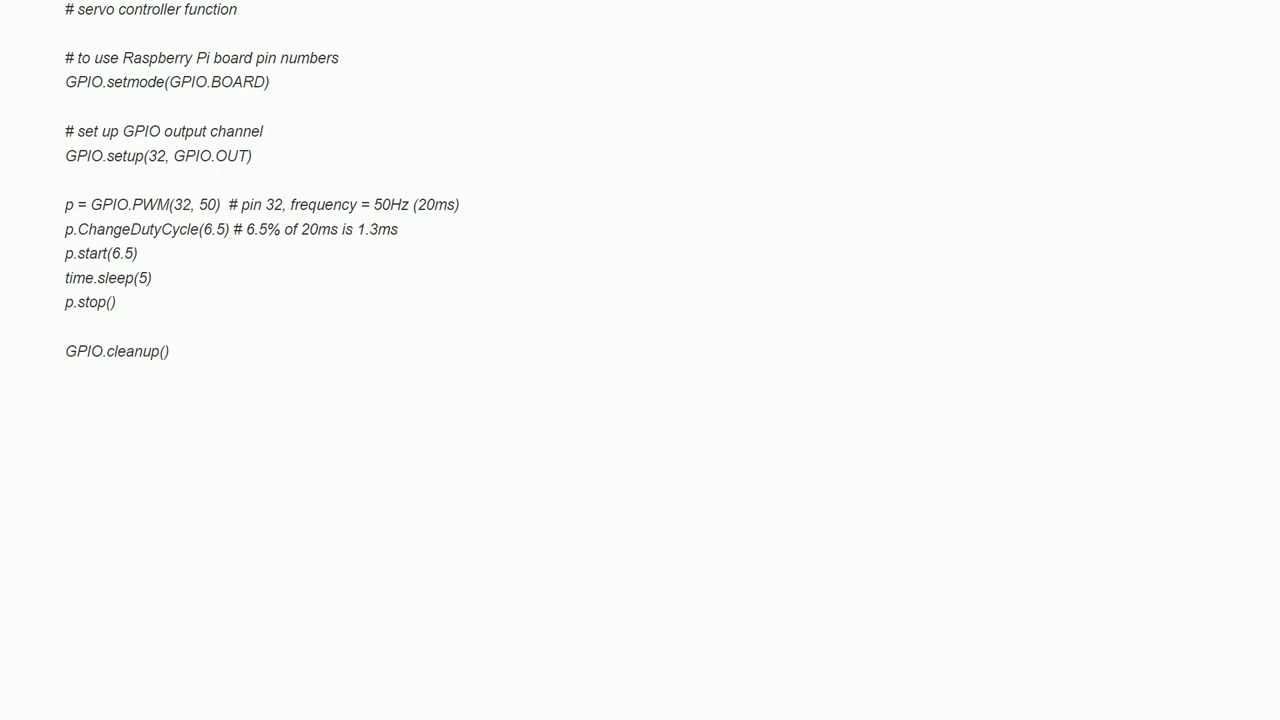 # servo controller function
# to use Raspberry Pi board pin numbers
GPIO.setmode(GPIO.BOARD)
# set up GPIO output channel
GPIO.setup(32, GPIO.OUT)
p = GPIO.PWM(32, 50)  # pin 32, frequency = 50Hz (20ms)
p.ChangeDutyCycle(6.5) # 6.5% of 20ms is 1.3ms
p.start(6.5)
time.sleep(5)
p.stop()
GPIO.cleanup()